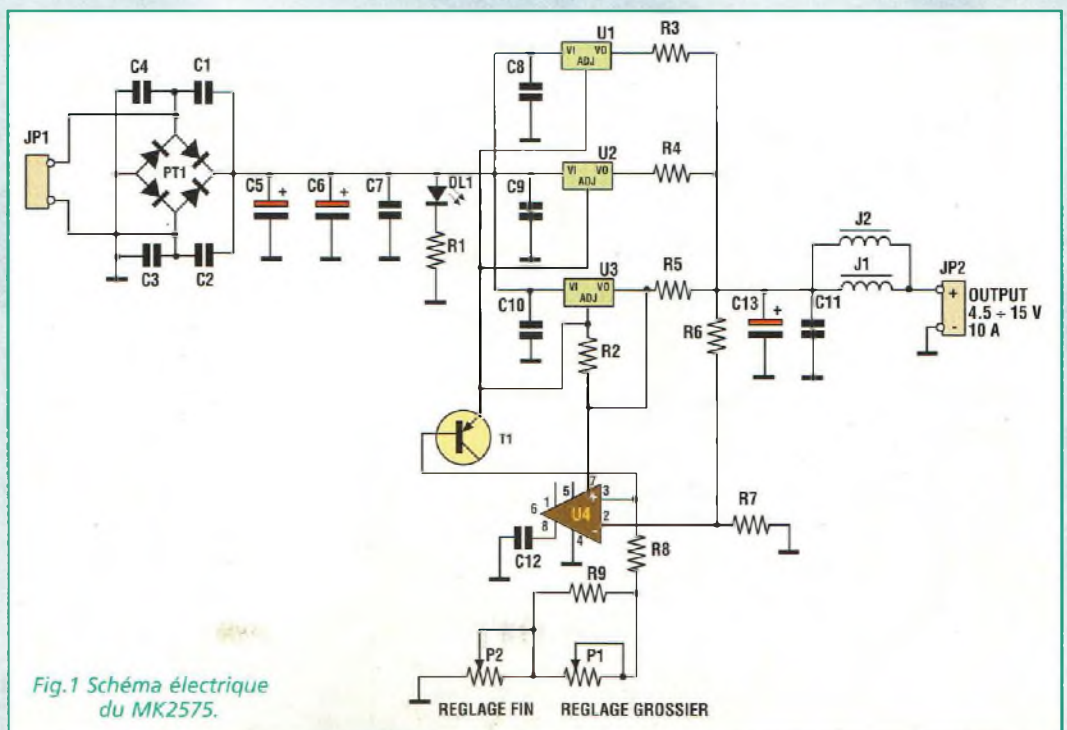 U1
R3
C4
C1
VI
VO
ADJ
C8
JP1
U2
R4
PT1
VI
VO
ADJ
C5
+
C6
+
C7
DL1
C9
J2
R1
U3
R5
J1
JP2
VI
VO
ADJ
C3
C2
C10
C13
+
C11
+
-
OUTPUT
4.5 ÷ 15 V
10 A
R2
R6
T1
7
5
1
+
3
6
U4
R7
8
-
2
4
C12
R8
R9
P2
P1
Fig.1 Schéma électrique
du MK2575.
REGLAGE FIN
REGLAGE GROSSIER